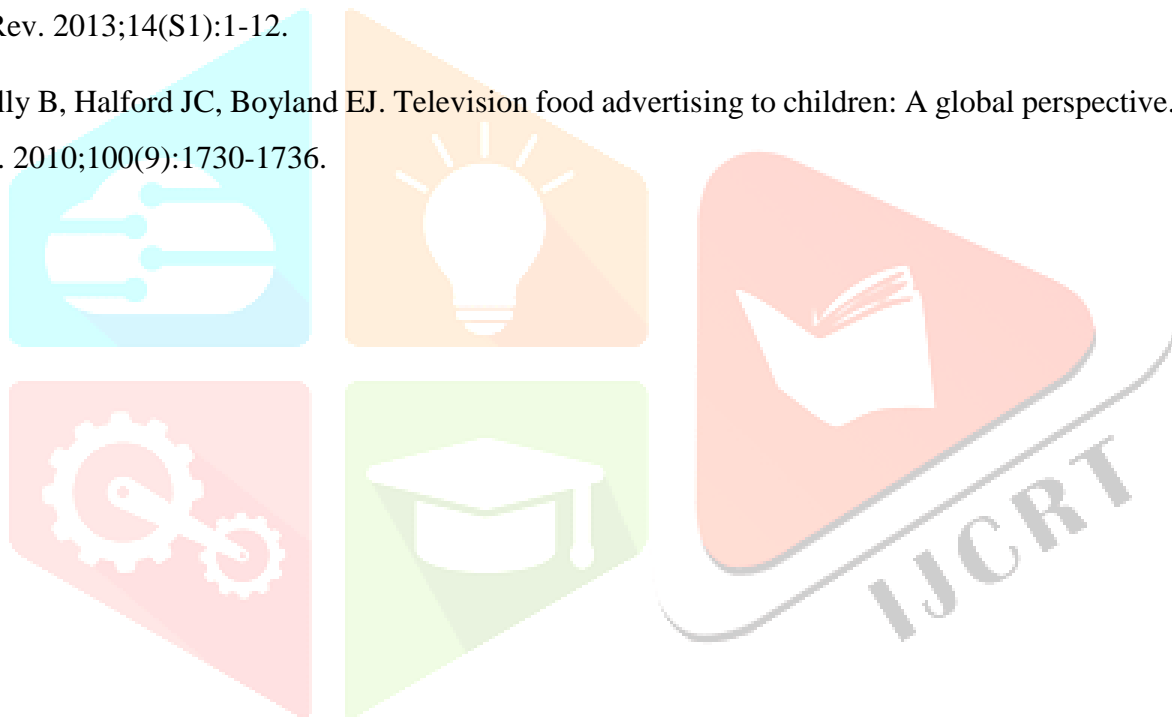 Rev. 2013;14(S1):1-12.
lly B, Halford JC, Boyland EJ. Television food advertising to children: A global perspective.
. 2010;100(9):1730-1736.
IJCRT